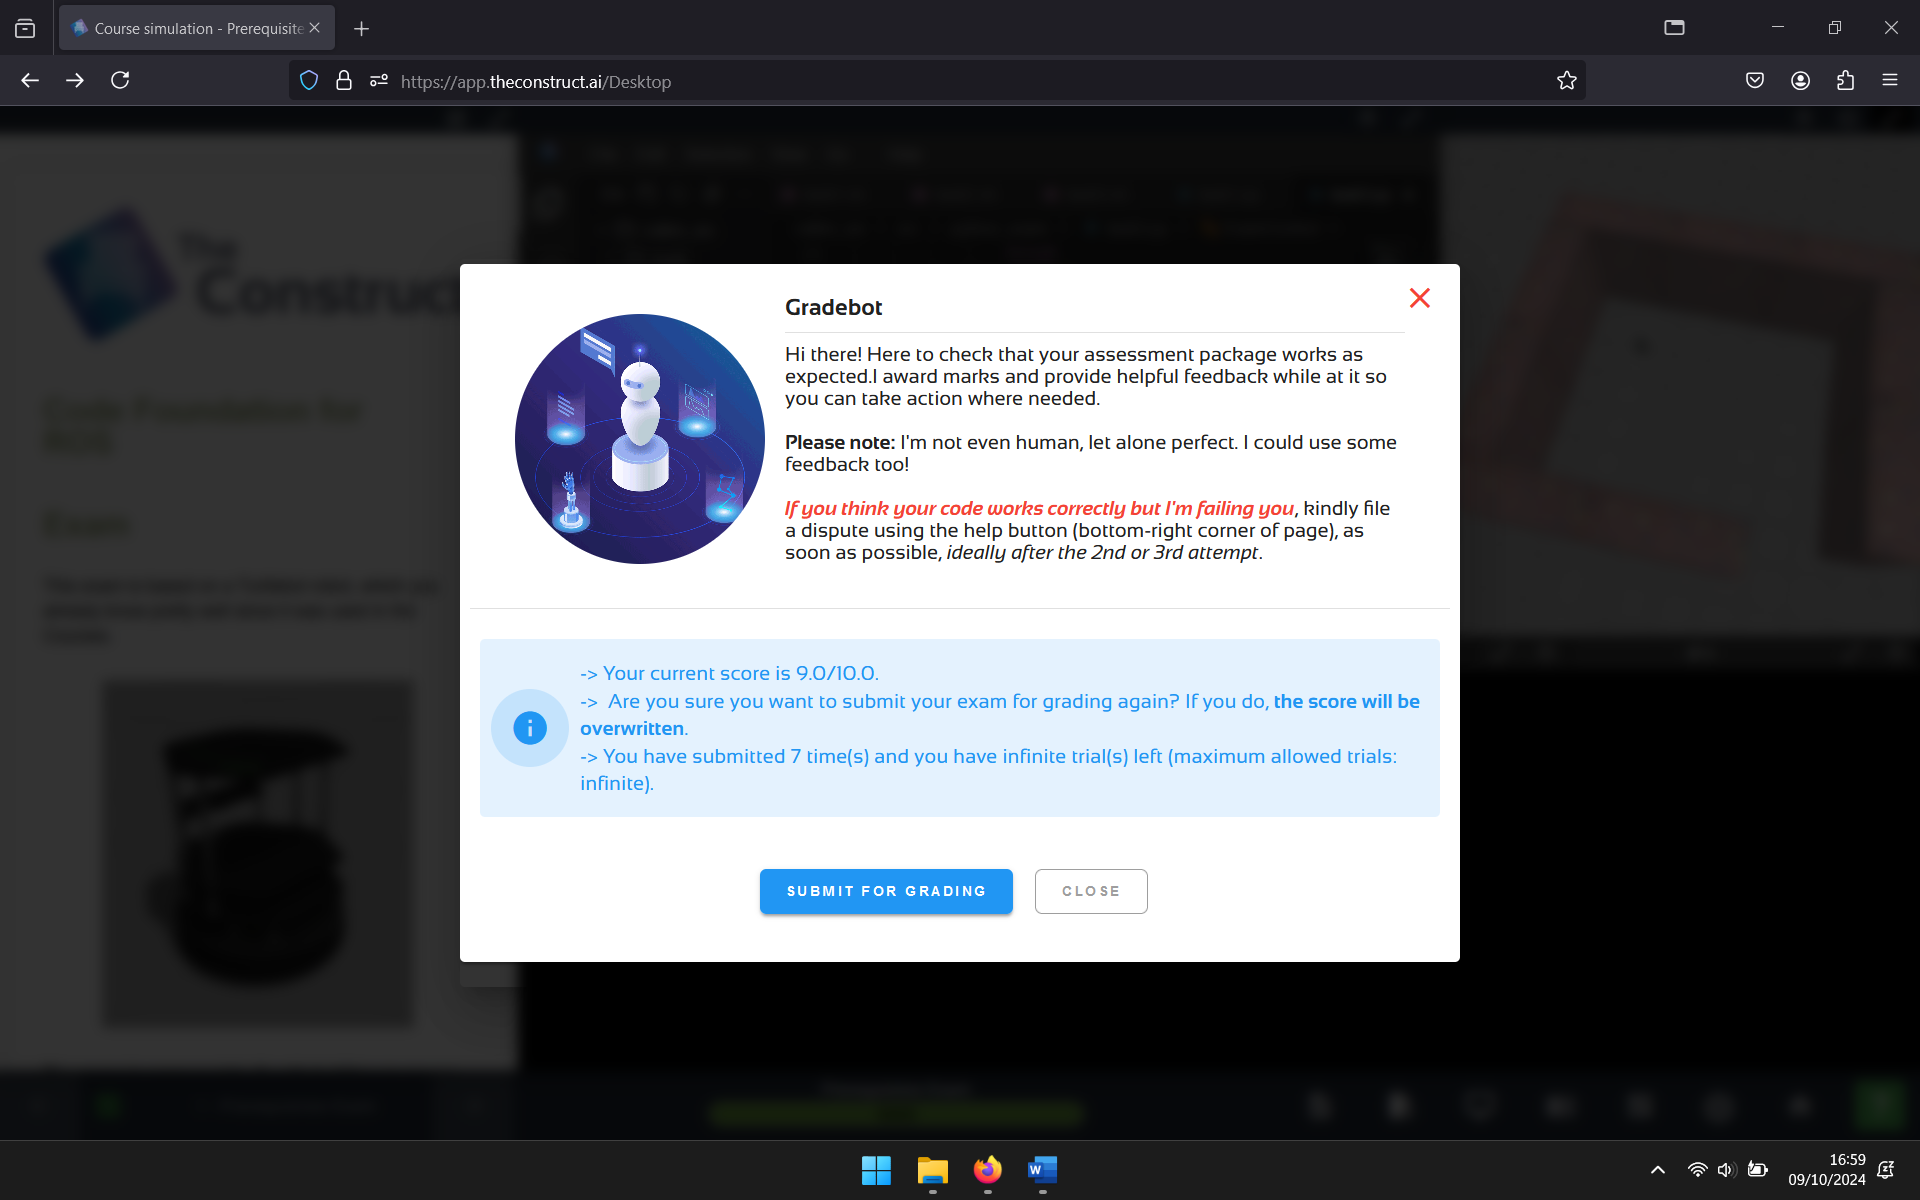 Course simulation - Prerequisite
https://app.theconstruct.ai/Desktop
The
Construct
Code Foundation for
ROS
Exam
Gradebot
Hi there! Here to check that your assessment package works as
expected.I award marks and provide helpful feedback while at it so
you can take action where needed.
Please note: I'm not even human, let alone perfect. I could use some
feedback too!
If you think your code works correctly but I'm failing you, kindly file
a dispute using the help button (bottom-right corner of page), as
soon as possible, ideally after the 2nd or 3rd attempt.
-> Your current score is 9.0/10.0.
-> Are you sure you want to submit your exam for grading again? If you do, the score will be
overwritten.
-> You have submitted 7 time(s) and you have infinite trial(s) left (maximum allowed trials:
infinite).
SUBMIT FOR GRADING
CLOSE
16:59
09/10/2024